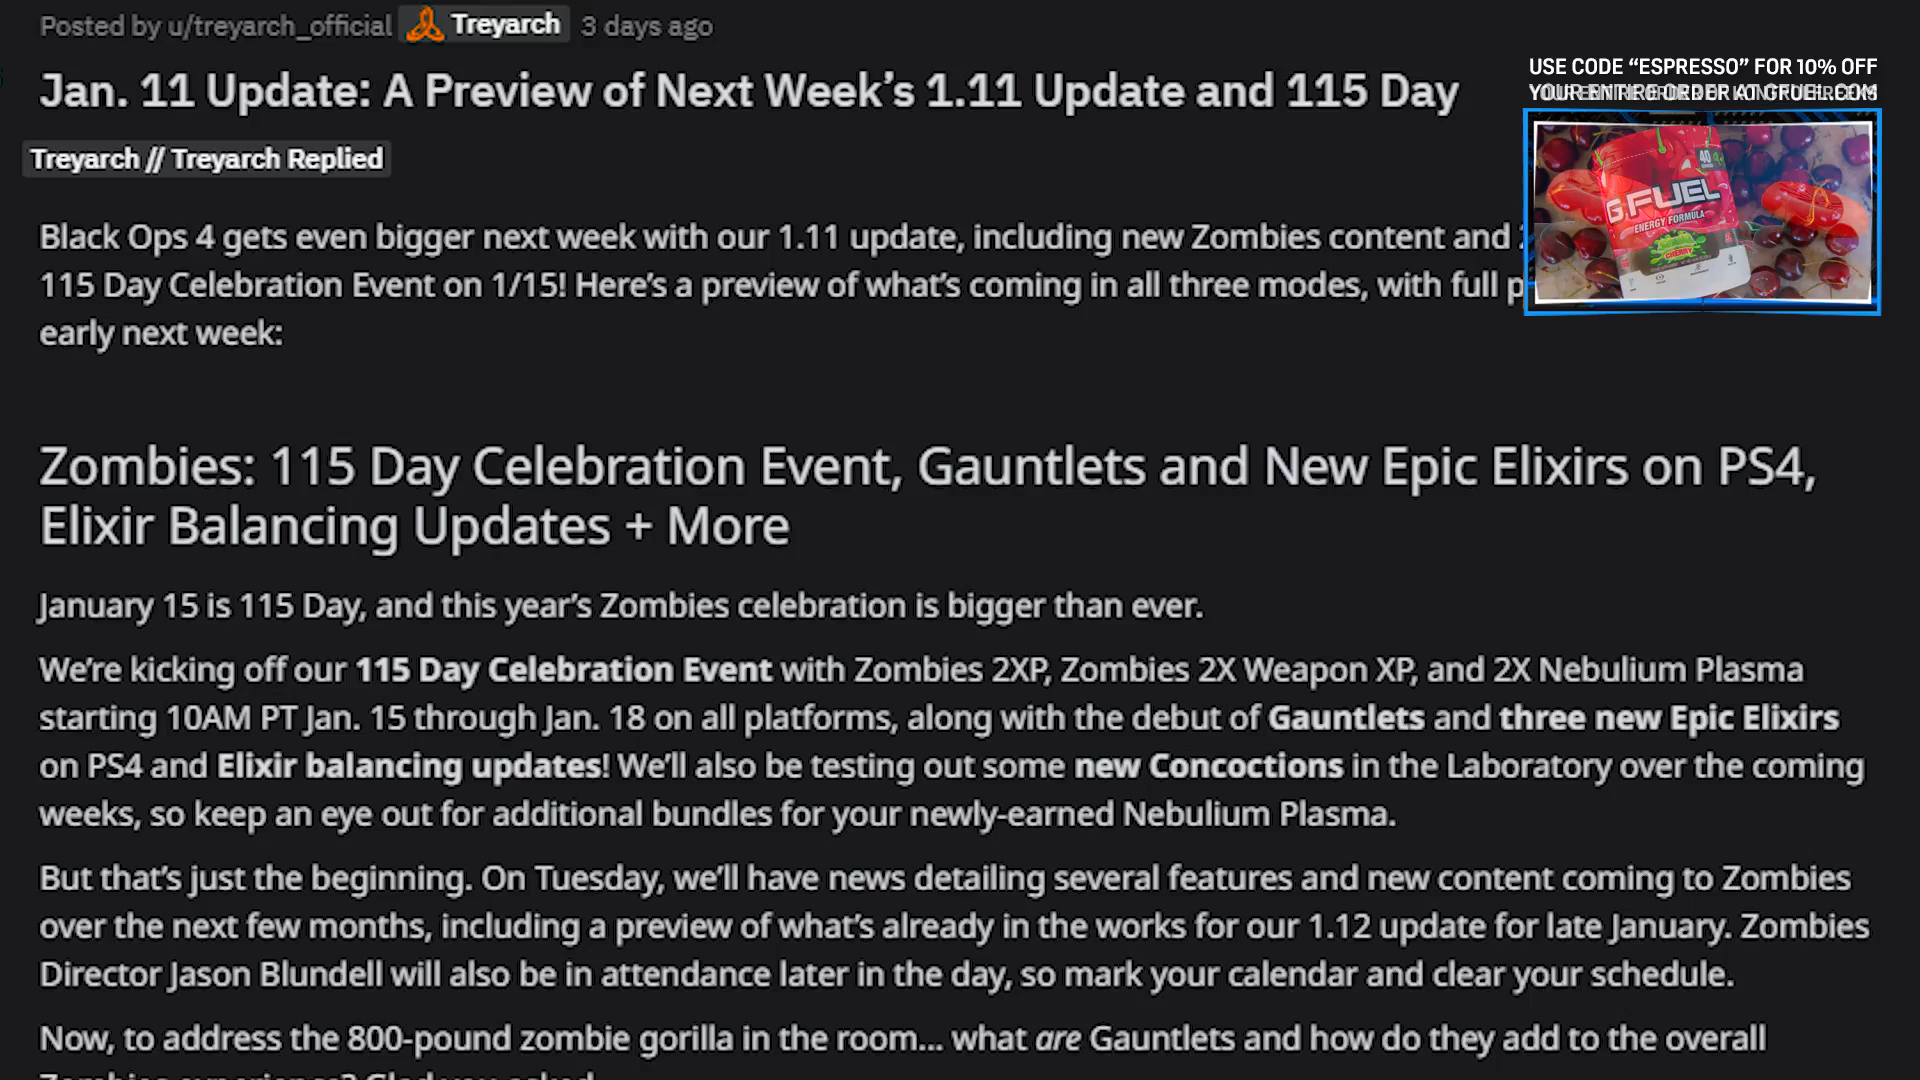 Posted by u/treyarch_official Treyarch 3 days ago
Jan. 11 Update: A Preview of Next Week's 1.11 Update and 115 Day
USE CODE “ESPRESSO” FOR 10% OFF
YOUR ENTIRE ORDER AT GFUEL.COM
Treyarch // Treyarch Replied
40
G FUEL
ENERGY FORMULA
CHERRY
Black Ops 4 gets even bigger next week with our 1.11 update, including new Zombies content and
115 Day Celebration Event on 1/15! Here's a preview of what's coming in all three modes, with full
early next week:
Zombies: 115 Day Celebration Event, Gauntlets and New Epic Elixirs on PS4,
Elixir Balancing Updates + More
January 15 is 115 Day, and this year's Zombies celebration is bigger than ever.
We're kicking off our 115 Day Celebration Event with Zombies 2XP, Zombies 2X Weapon XP, and 2X Nebulium Plasma
starting 10AM PT Jan. 15 through Jan. 18 on all platforms, along with the debut of Gauntlets and three new Epic Elixirs
on PS4 and Elixir balancing updates! We'll also be testing out some new Concoctions in the Laboratory over the coming
weeks, so keep an eye out for additional bundles for your newly-earned Nebulium Plasma.
But that's just the beginning. On Tuesday, we'll have news detailing several features and new content coming to Zombies
over the next few months, including a preview of what's already in the works for our 1.12 update for late January. Zombies
Director Jason Blundell will also be in attendance later in the day, so mark your calendar and clear your schedule.
Now, to address the 800-pound zombie gorilla in the room... what are Gauntlets and how do they add to the overall
Zombies experience? Glad you asked.